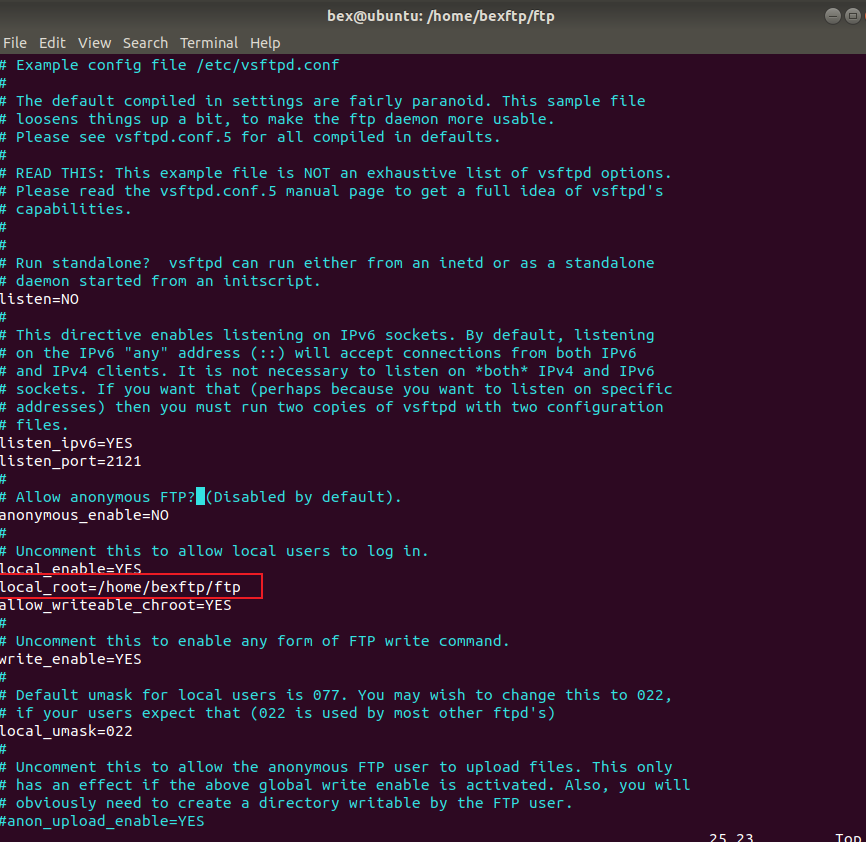 bex@ubuntu: /home/bexftp/ftp
File Edit View Search Terminal Help
# Example config file /etc/vsftpd.conf
#
# The default compiled in settings are fairly paranoid. This sample file
# loosens things up a bit, to make the ftp daemon more usable.
# Please see vsftpd.conf.5 for all compiled in defaults.
#
# READ THIS: This example file is NOT an exhaustive list of vsftpd options.
# Please read the vsftpd.conf.5 manual page to get a full idea of vsftpd's
# capabilities.
#
#
# Run standalone?  vsftpd can run either from an inetd or as a standalone
# daemon started from an initscript.
listen=NO
#
# This directive enables listening on IPv6 sockets. By default, listening
# on the IPv6 "any" address (::) will accept connections from both IPv6
# and IPv4 clients. It is not necessary to listen on *both* IPv4 and IPv6
# sockets. If you want that (perhaps because you want to listen on specific
# addresses) then you must run two copies of vsftpd with two configuration
# files.
listen_ipv6=YES
listen_port=2121
#
# Allow anonymous FTP? (Disabled by default).
anonymous_enable=NO
#
# Uncomment this to allow local users to log in.
local_enable=YES
local_root=/home/bexftp/ftp
allow_writeable_chroot=YES
#
# Uncomment this to enable any form of FTP write command.
write_enable=YES
#
# Default umask for local users is 077. You may wish to change this to 022,
# if your users expect that (022 is used by most other ftpd's)
local_umask=022
#
# Uncomment this to allow the anonymous FTP user to upload files. This only
# has an effect if the above global write enable is activated. Also, you will
# obviously need to create a directory writable by the FTP user.
#anon_upload_enable=YES
25,23 Top